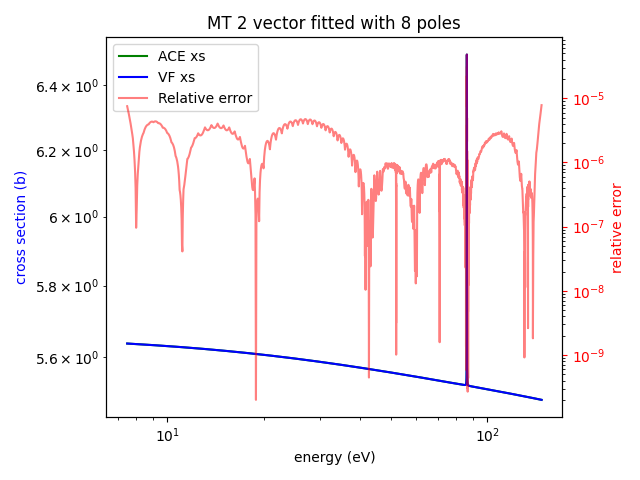 MT 2 vector fitted with 8 poles
ACE xs
VF xs
Relative error
6.4 × 10⁰
6.2 × 10⁰
6 × 10⁰
5.8 × 10⁰
5.6 × 10⁰
cross section (b)
10⁻⁵
10⁻⁶
10⁻⁷
10⁻⁸
10⁻⁹
relative error
10¹
10²
energy (eV)